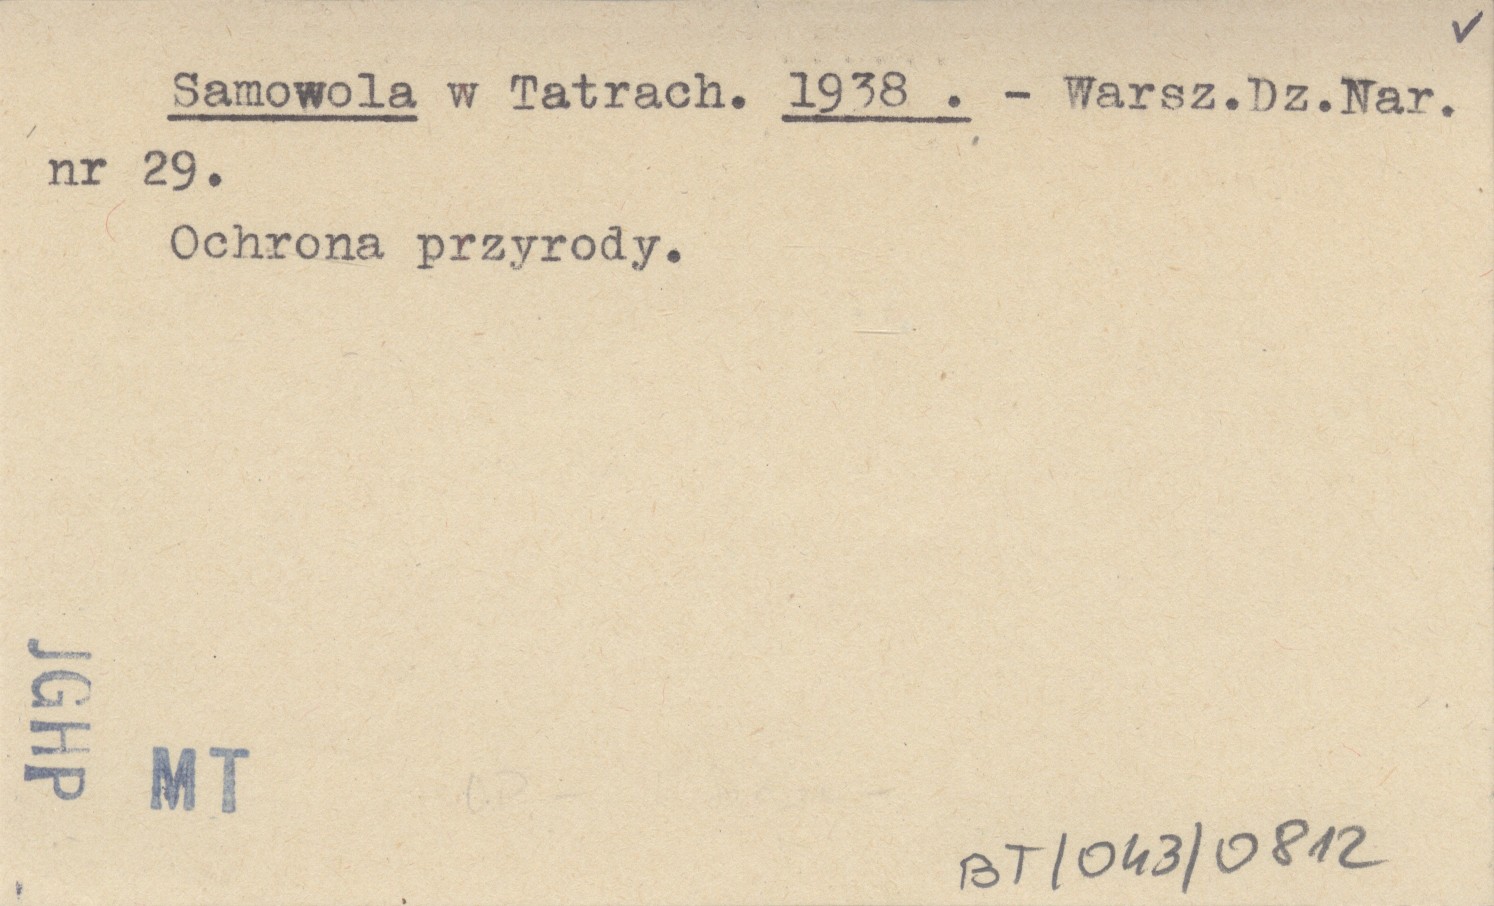 Samowola w Tatrach. 1938 . - Warsz.Dz.Nar.
nr 29.
Ochrona przyrody.
JGHP
MT
BT/043/0812